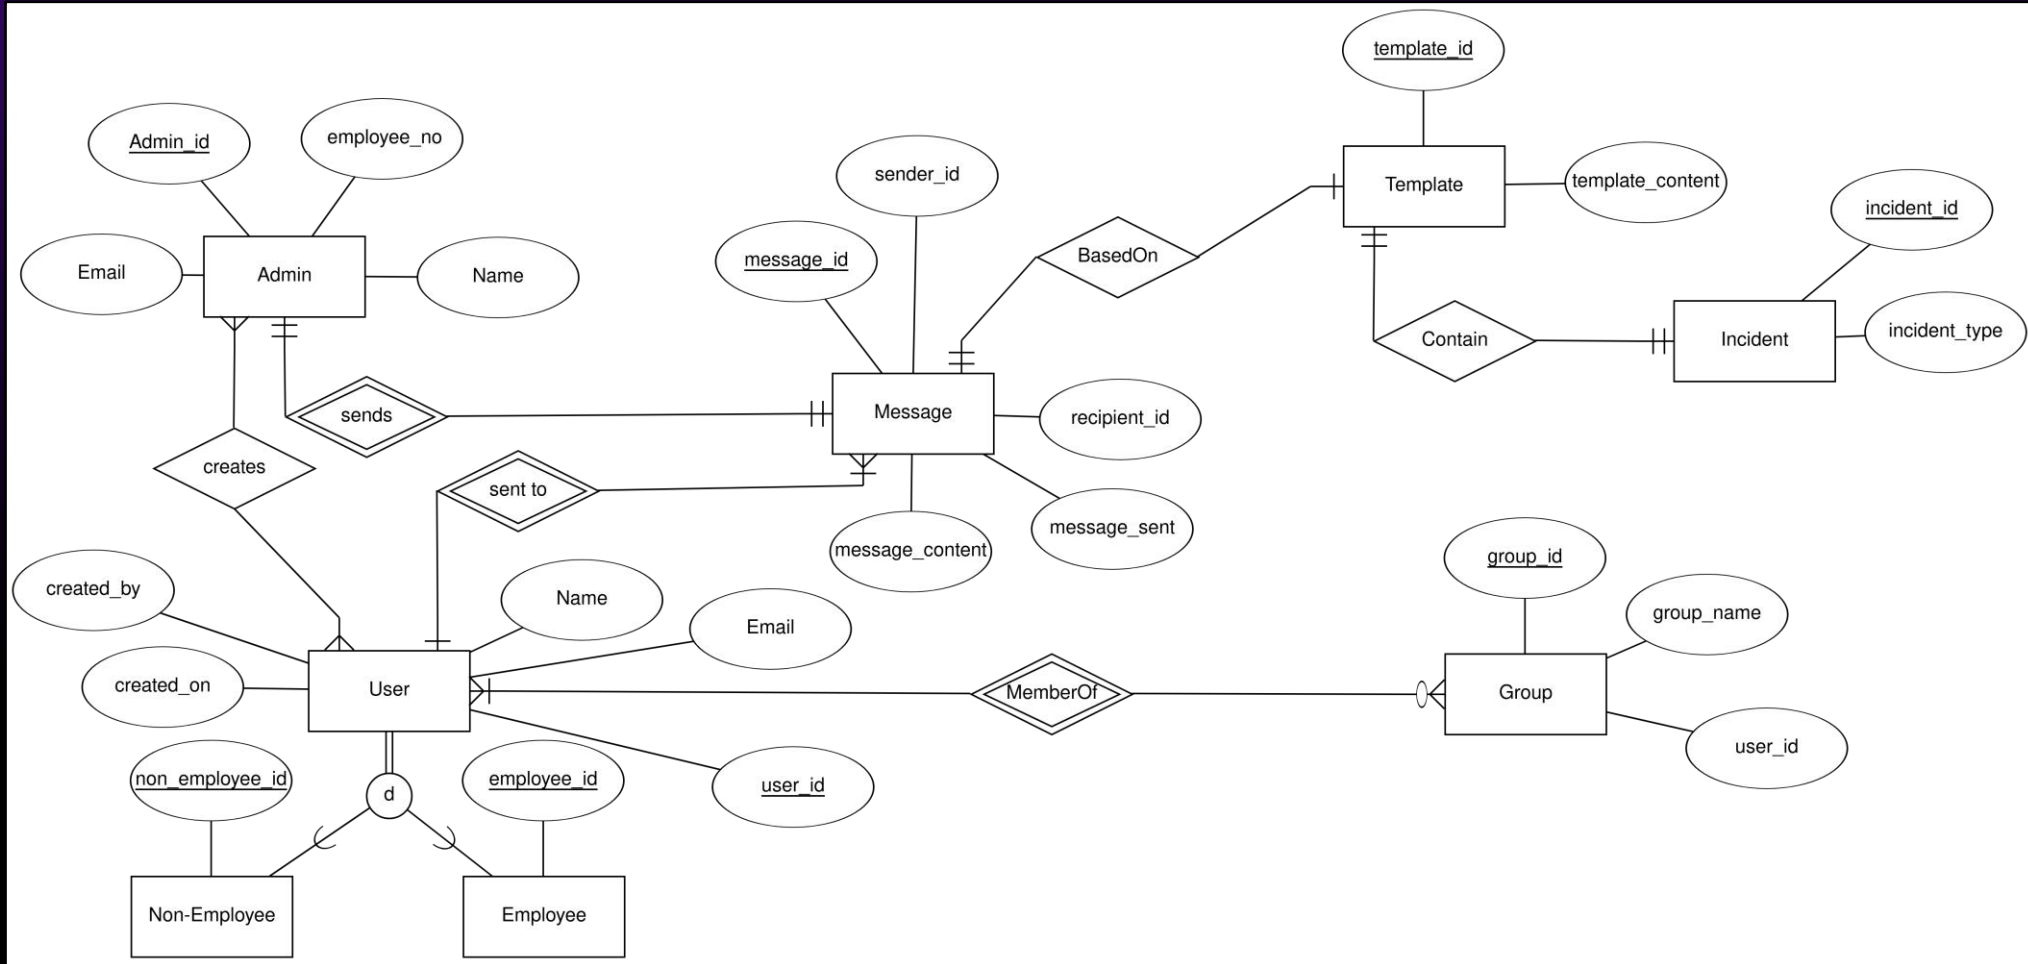 template_id
Admin_id
employee_no
sender_id
Template
template_content
incident_id
Email
Admin
Name
message_id
BasedOn
Contain
Incident
incident_type
sends
Message
recipient_id
creates
sent to
message_content
message_sent
created_by
Name
Email
group_id
group_name
created_on
User
MemberOf
Group
user_id
non_employee_id
d
employee_id
user_id
Non-Employee
Employee